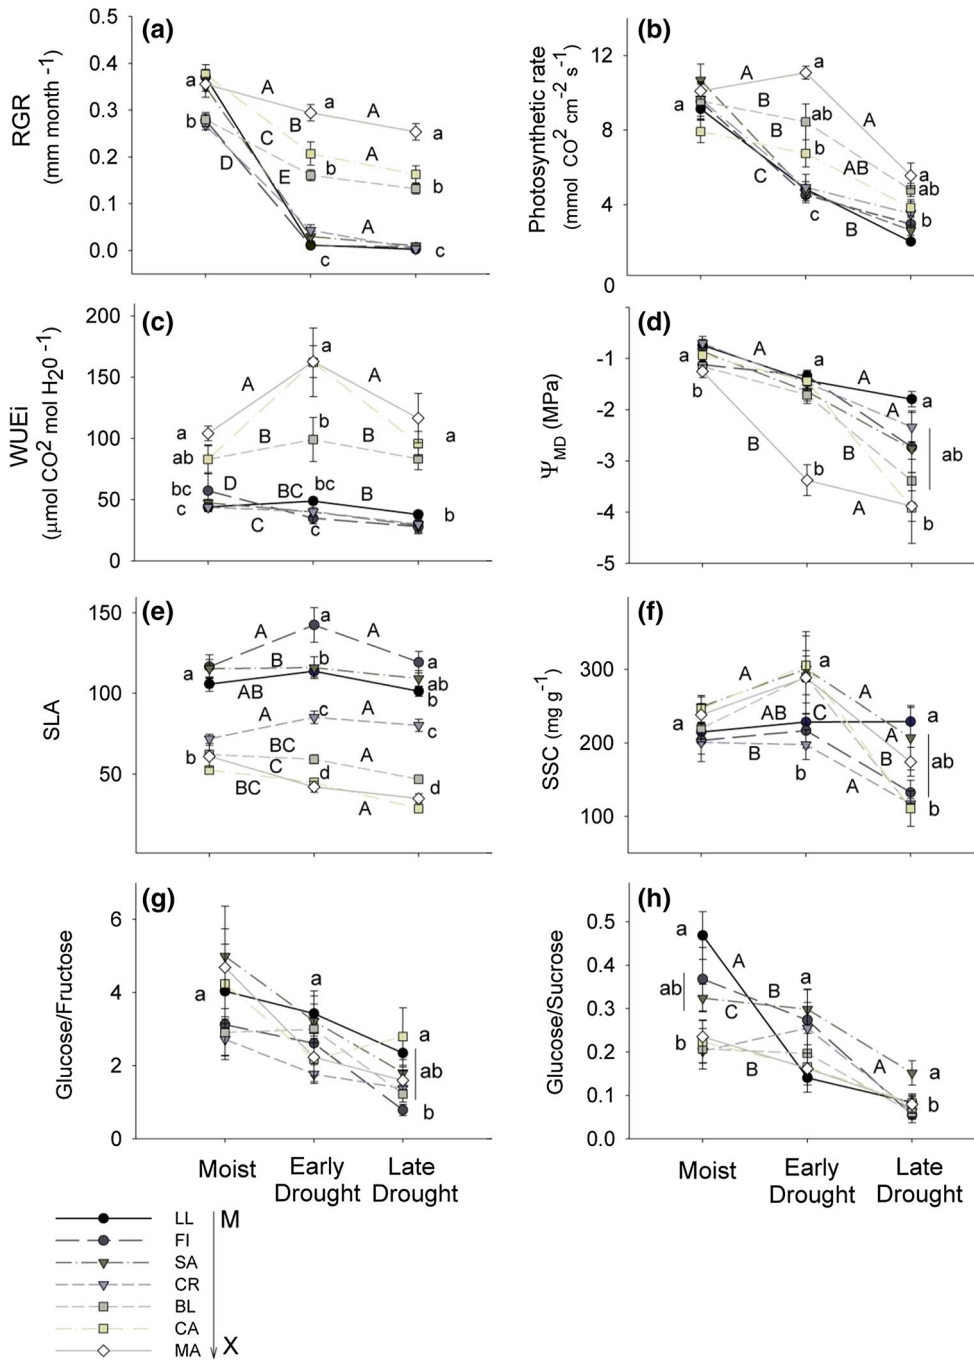 (a)
0.5
0.4
0.3
0.2
0.1
0.0
RGR
(mm month -1)
a
b
A
a
A
a
B
C
D
E
b
A
b
A
c
c
(b)
12
8
4
0
Photosynthetic rate
(mmol CO2 cm-2 s-1)
a
A
a
B
ab
B
A
C
AB
a
ab
b
c
B
(c)
200
150
100
50
0
WUEi
(µmol CO2 mol H20-1)
a
A
a
A
ab
B
b
B
a
bc
D
BC
bc
B
c
C
c
b
(d)
-1
-2
-3
-4
-5
ΨMD (MPa)
a
A
a
A
a
b
B
b
B
ab
A
b
(e)
150
100
50
SLA
a
A
a
A
a
B
b
ab
AB
b
A
c
A
c
b
BC
C
A
BC
d
d
A
(f)
300
200
100
SSC (mg g-1)
a
A
a
A
AB
C
a
A
B
b
B
A
ab
b
(g)
6
4
2
0
Glucose/Fructose
a
a
a
ab
b
(h)
0.5
0.4
0.3
0.2
0.1
0.0
Glucose/Sucrose
a
A
a
ab
B
C
b
B
A
a
b
Moist
Early
Drought
Late
Drought
Moist
Early
Drought
Late
Drought
LL
M
FI
SA
CR
BL
CA
MA
X